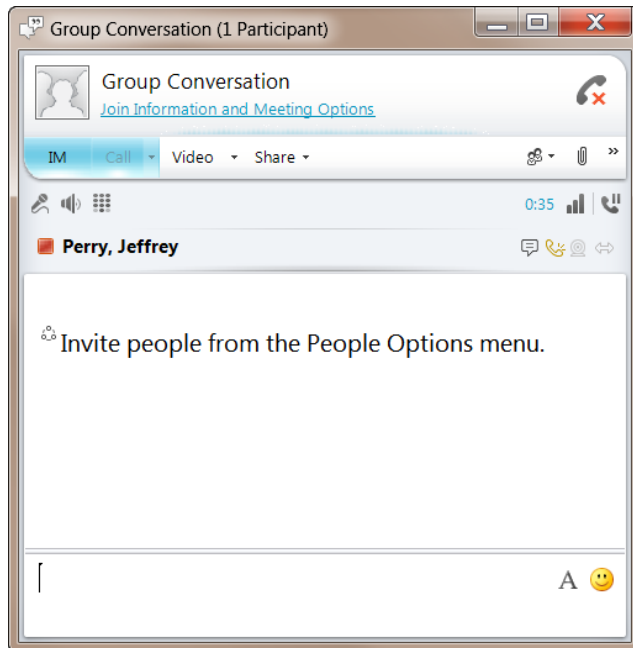 Group Conversation (1 Participant)
Group Conversation
Join Information and Meeting Options
IM Call Video Share »
0:35
Perry, Jeffrey
Invite people from the People Options menu.
A